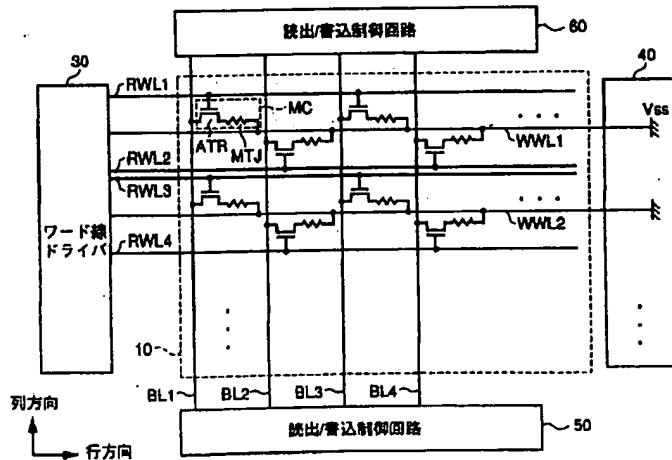 読出/書込制御回路
60
30
40
RWL1
MC
Vss
ATR
MTJ
WWL1
RWL2
RWL3
ワード線
ドライバ
WWL2
RWL4
10
BL1
BL2
BL3
BL4
列方向
行方向
読出/書込制御回路
50